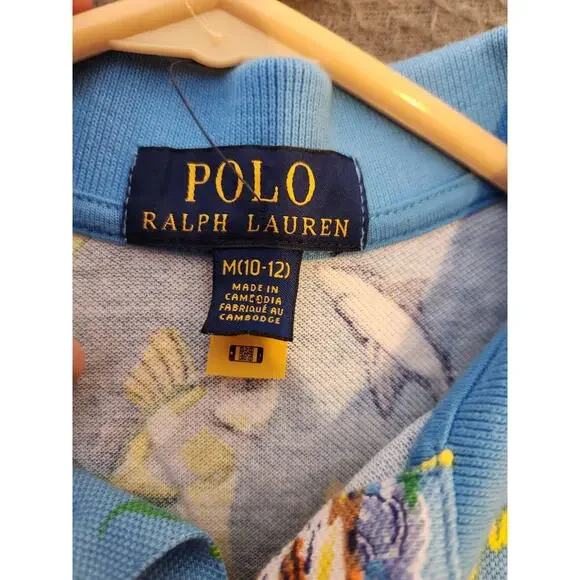 POLO
RALPH LAUREN
M(10-12)
MADE IN
CAMBODIA
FABRIQUÉ AU
CAMBODGE